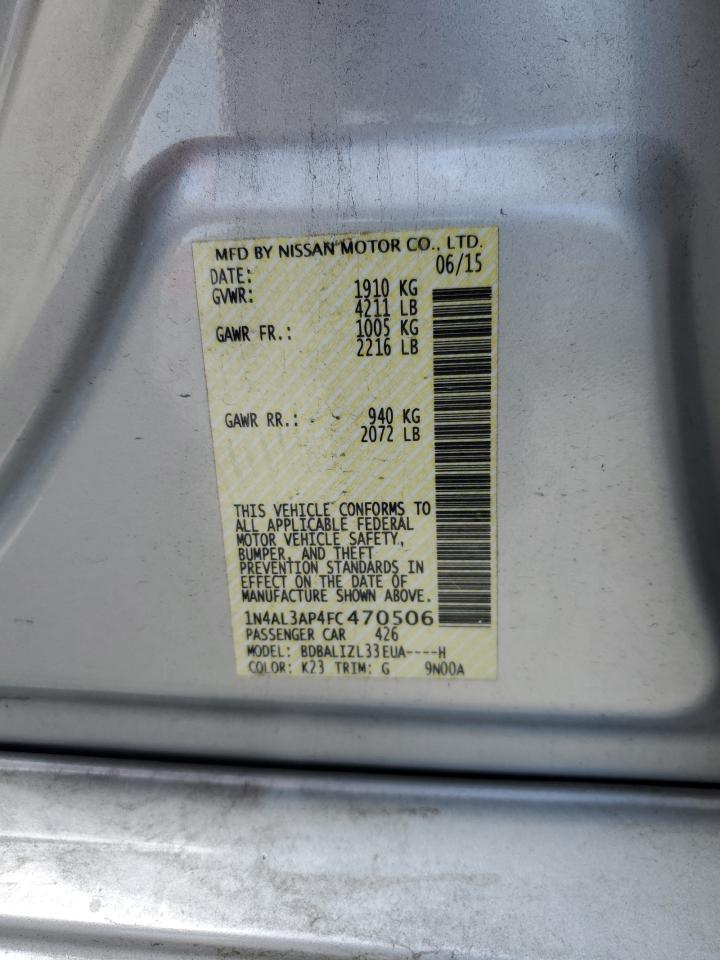 MFD BY NISSAN MOTOR CO., LTD.
DATE: 06/15
GVWR: 1910 KG
4211 LB
GAWR FR.: 1005 KG
2216 LB
GAWR RR.: 940 KG
2072 LB
THIS VEHICLE CONFORMS TO
ALL APPLICABLE FEDERAL
MOTOR VEHICLE SAFETY,
BUMPER, AND THEFT
PREVENTION STANDARDS IN
EFFECT ON THE DATE OF
MANUFACTURE SHOWN ABOVE.
1N4AL3AP4FC470506
PASSENGER CAR 426
MODEL: BDBALIZL33EUA----H
COLOR: K23 TRIM: G 9N00A